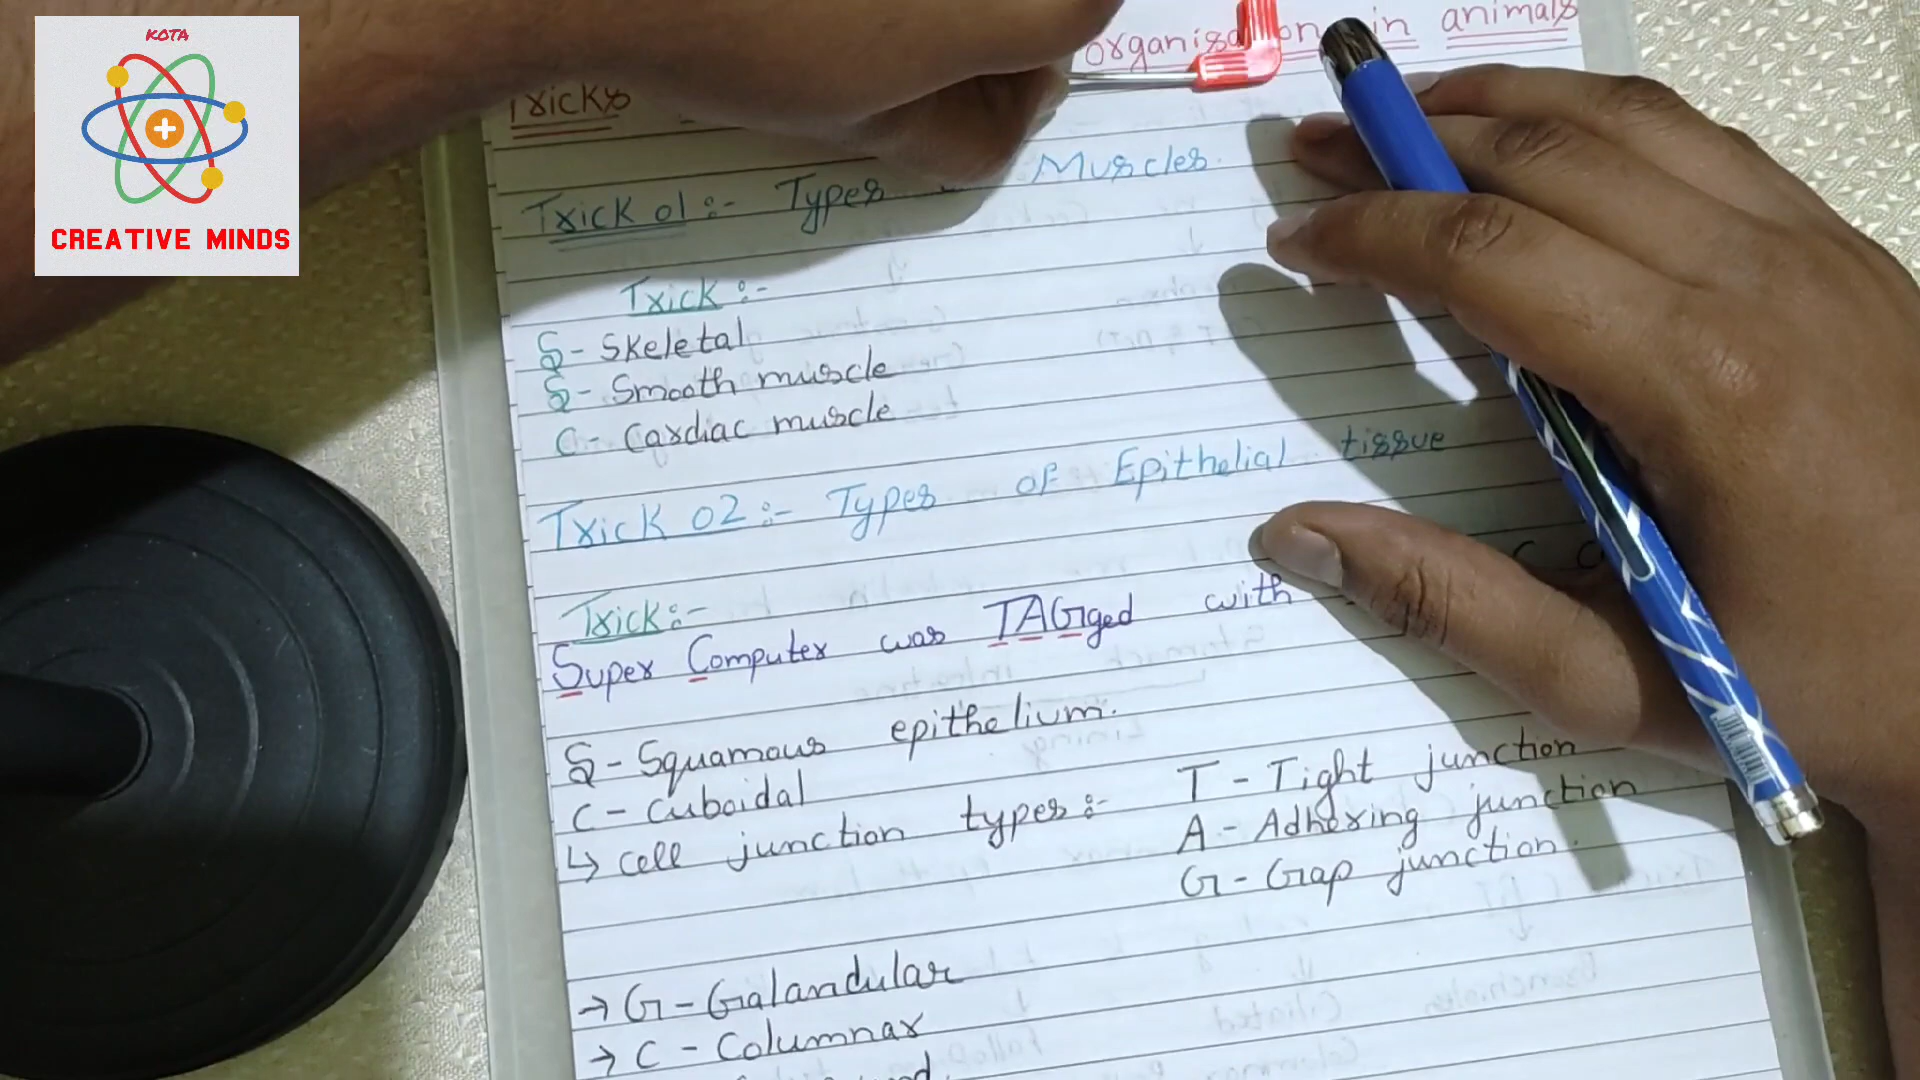 KOTA
CREATIVE MINDS
organisation in animals
Tricks
Trick 01:- Types Muscles.
Trick:-
S- Skeletal
S- Smooth muscle
C- Cardiac muscle
Trick 02:- Types of Epithelial tissue
Trick:-
Super Computer was TAGged with
S- Squamous epithelium.
C- Cuboidal
↳ cell junction types:-
T - Tight junction
A - Adhering junction
G - Gap junction.
→ G - Galandular
→ C - Columnar